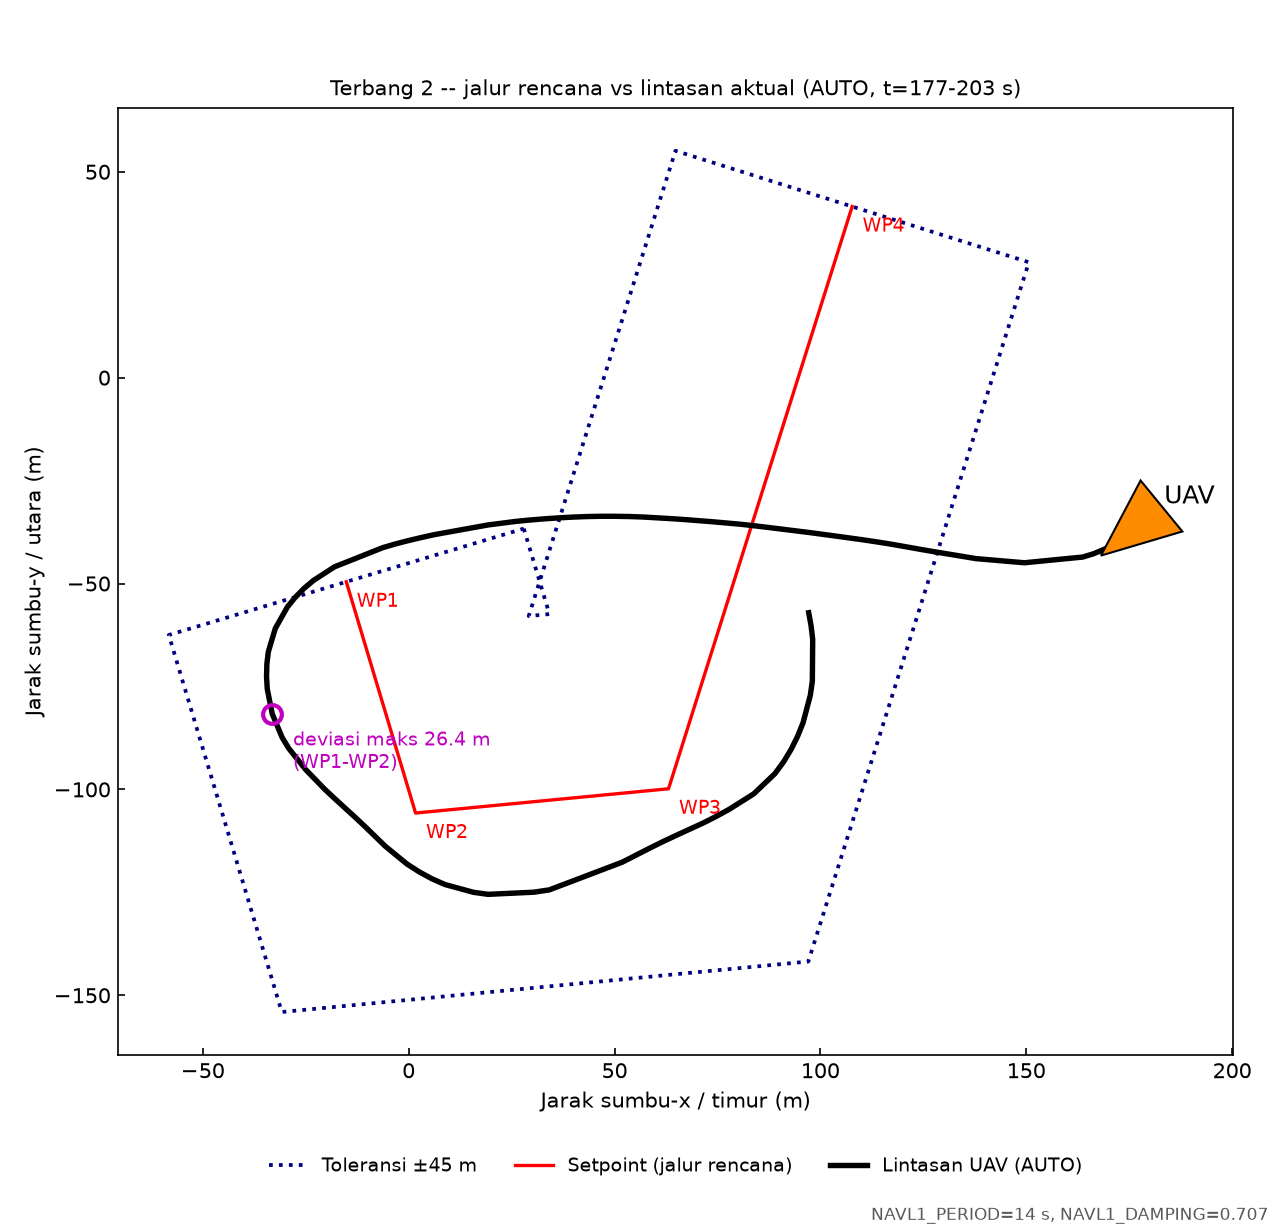 Terbang 2 -- jalur rencana vs lintasan aktual (AUTO, t=177-203 s)
50
0
−50
−100
−150
Jarak sumbu-y / utara (m)
WP4
UAV
WP1
deviasi maks 26.4 m
(WP1-WP2)
WP3
WP2
−50
0
50
100
150
200
Jarak sumbu-x / timur (m)
Toleransi ±45 m
Setpoint (jalur rencana)
Lintasan UAV (AUTO)
NAVL1_PERIOD=14 s, NAVL1_DAMPING=0.707